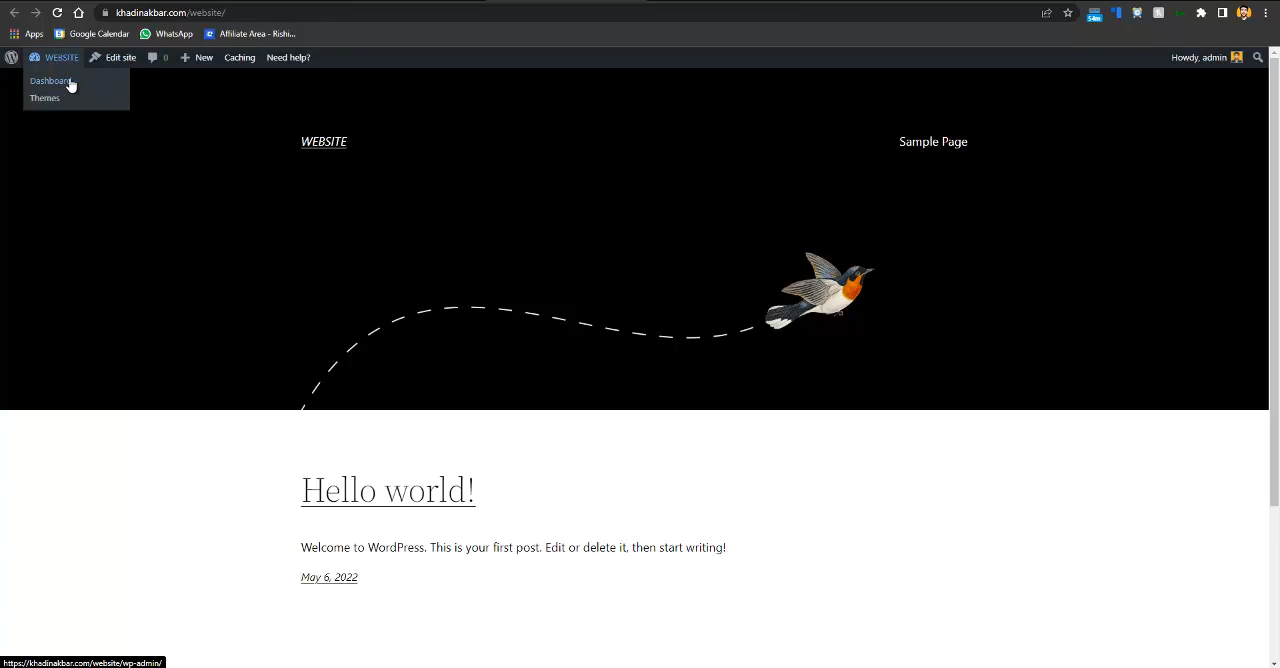 khadinakbar.com/website/
54m
Apps Google Calendar WhatsApp Affiliate Area - Rishi...
WEBSITE Edit site 0 New Caching Need help? Howdy, admin
Dashboard
Themes
WEBSITE Sample Page
Hello world!
Welcome to WordPress. This is your first post. Edit or delete it, then start writing!
May 6, 2022
https://khadinakbar.com/website/wp-admin/